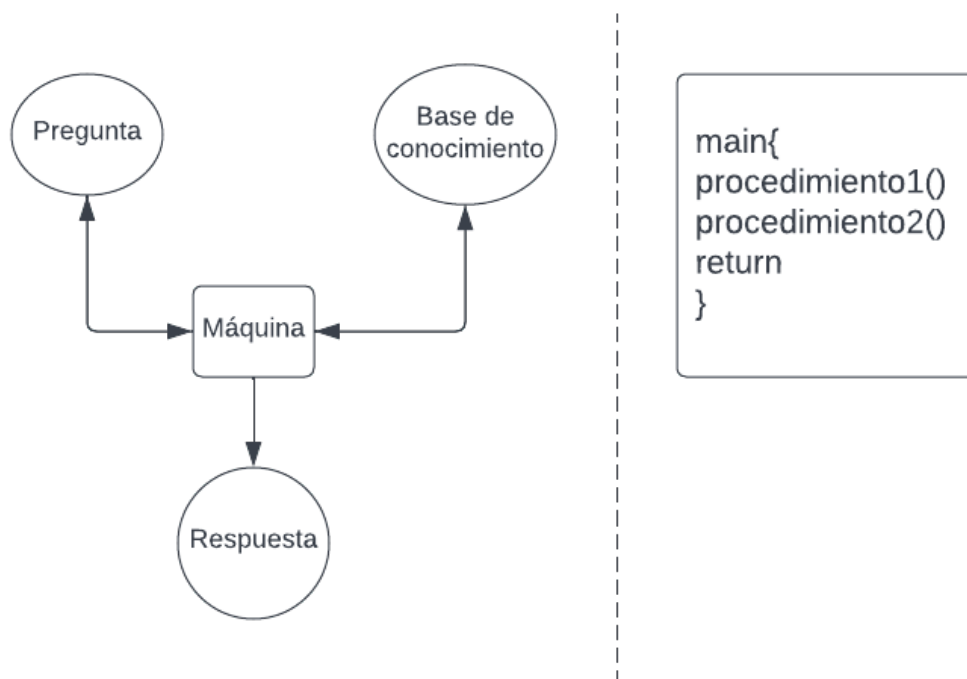 Pregunta
Base de
conocimiento
Máquina
Respuesta
main{
procedimiento1()
procedimiento2()
return
}